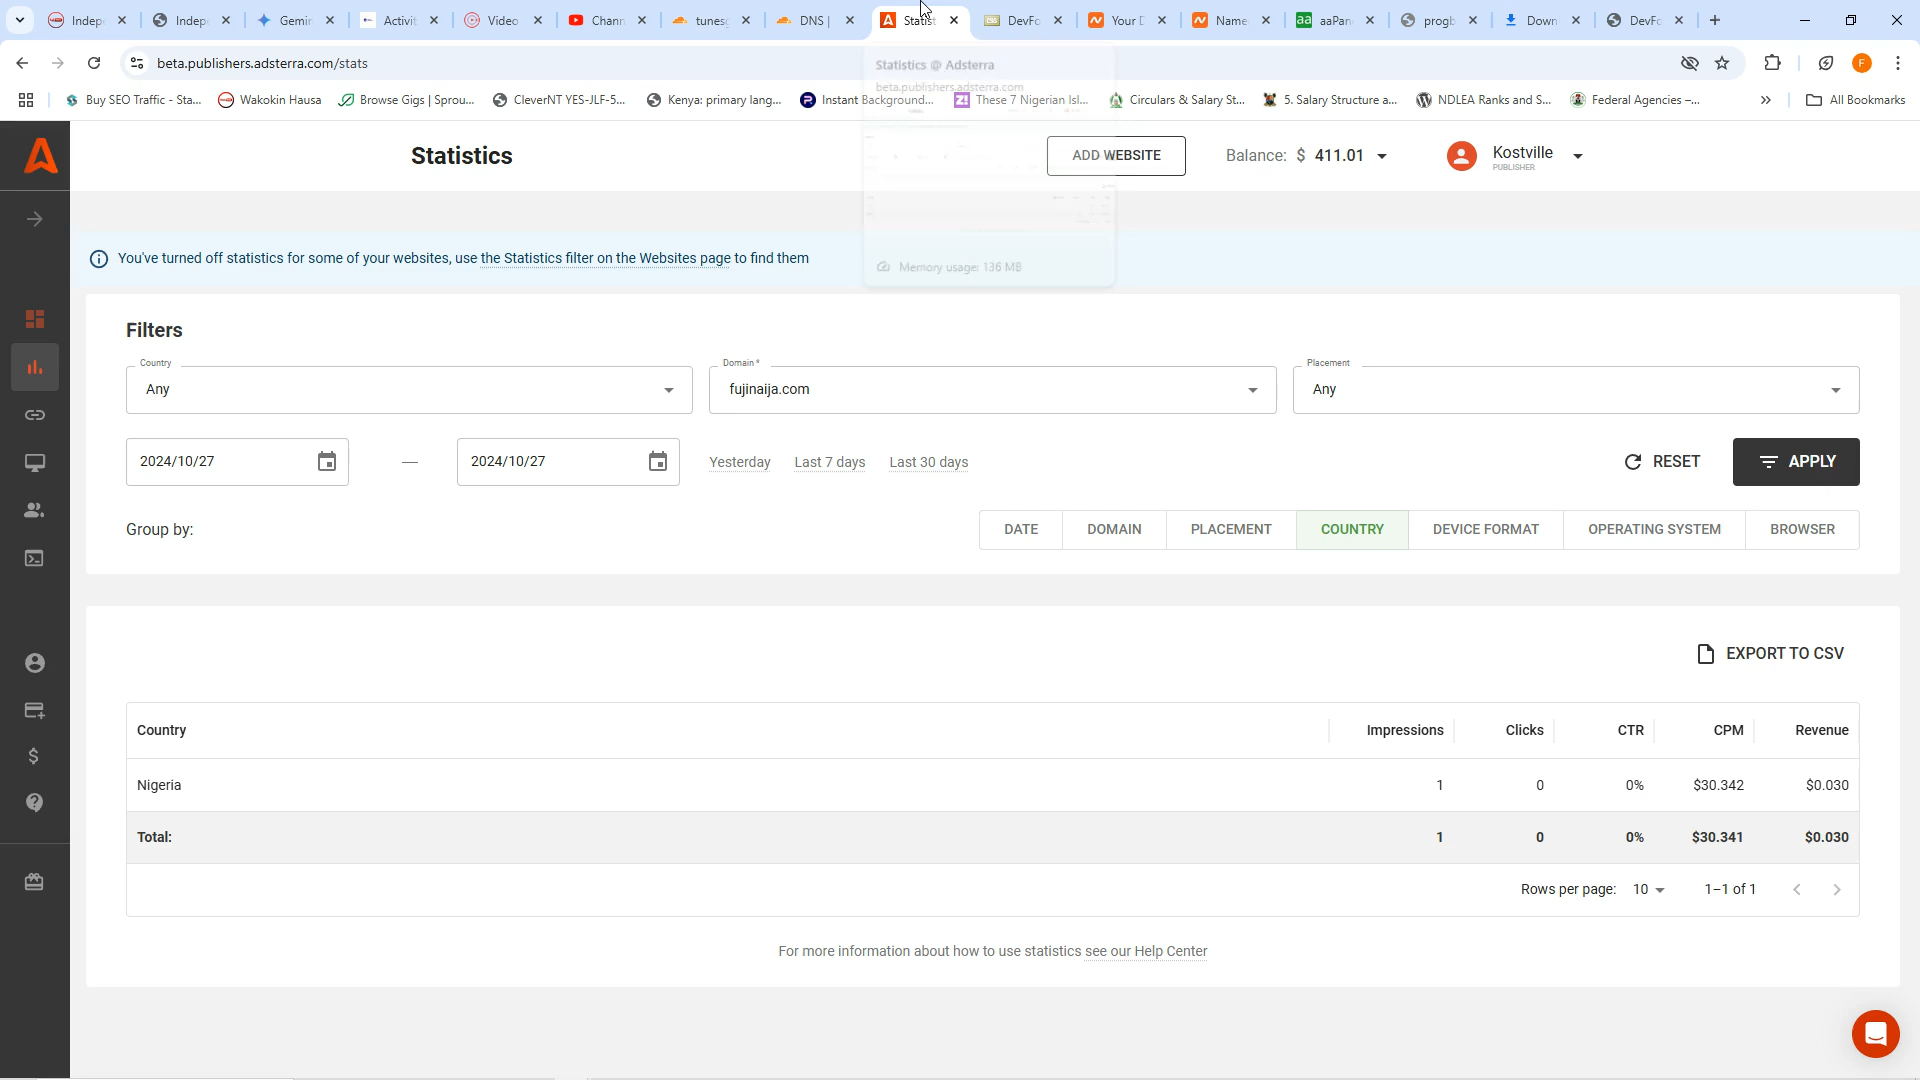 Indepe
Indepe
Gemin
Activit
Video
Chann
tunesg
DNS |
Statist
DevFo
Your D
Name
aaPan
progb
Down
DevFo
beta.publishers.adsterra.com/stats
F
Buy SEO Traffic - Sta...
Wakokin Hausa
Browse Gigs | Sprou...
CleverNT YES-JLF-5...
Kenya: primary lang...
Instant Background...
These 7 Nigerian Isl...
Circulars & Salary St...
5. Salary Structure a...
NDLEA Ranks and S...
Federal Agencies –...
All Bookmarks
Statistics @ Adsterra
beta.publishers.adsterra.com
Memory usage: 136 MB
Statistics
ADD WEBSITE
Balance: $ 411.01
Kostville
PUBLISHER
You've turned off statistics for some of your websites, use the Statistics filter on the Websites page to find them
Filters
Country
Any
Domain *
fujinaija.com
Placement
Any
2024/10/27
—
2024/10/27
Yesterday
Last 7 days
Last 30 days
RESET
APPLY
Group by:
DATE
DOMAIN
PLACEMENT
COUNTRY
DEVICE FORMAT
OPERATING SYSTEM
BROWSER
EXPORT TO CSV
Country Impressions Clicks CTR CPM Revenue
Nigeria 1 0 0% $30.342 $0.030
Total: 1 0 0% $30.341 $0.030
Rows per page: 10 1–1 of 1
For more information about how to use statistics see our Help Center